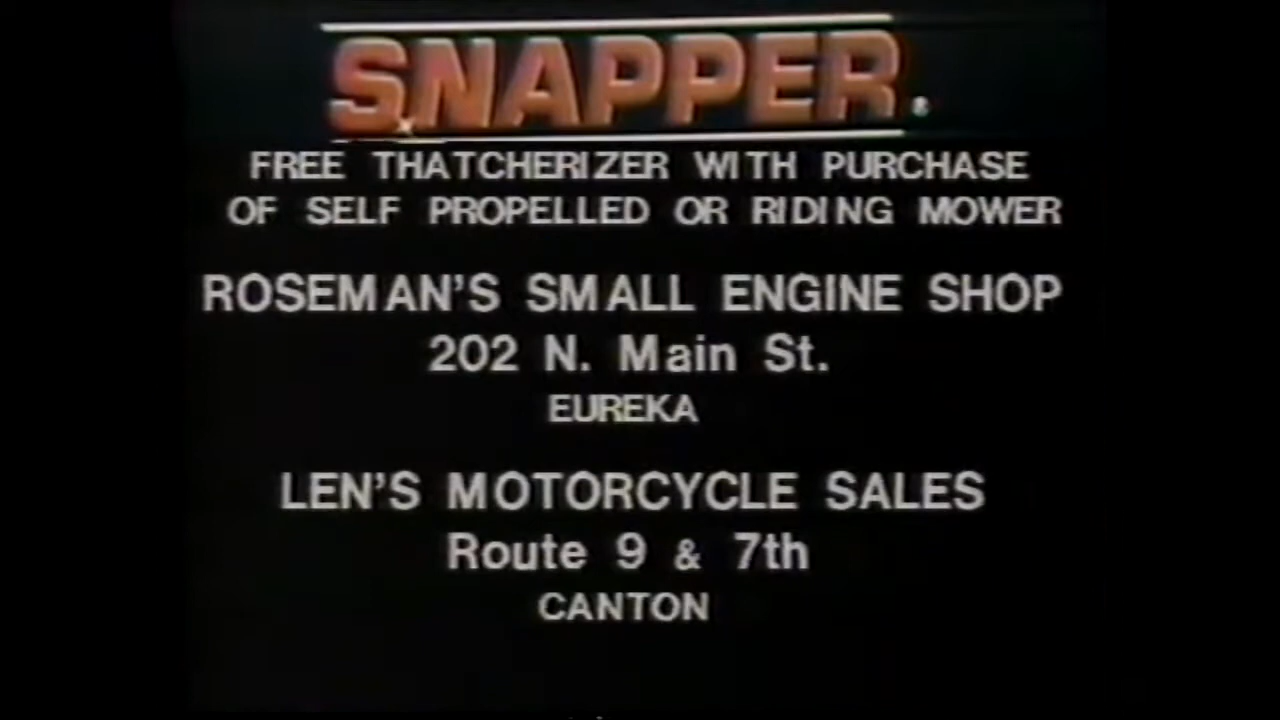 SNAPPER.
FREE THATCHERIZER WITH PURCHASE
OF SELF PROPELLED OR RIDING MOWER
ROSEMAN'S SMALL ENGINE SHOP
202 N. Main St.
EUREKA
LEN'S MOTORCYCLE SALES
Route 9 & 7th
CANTON